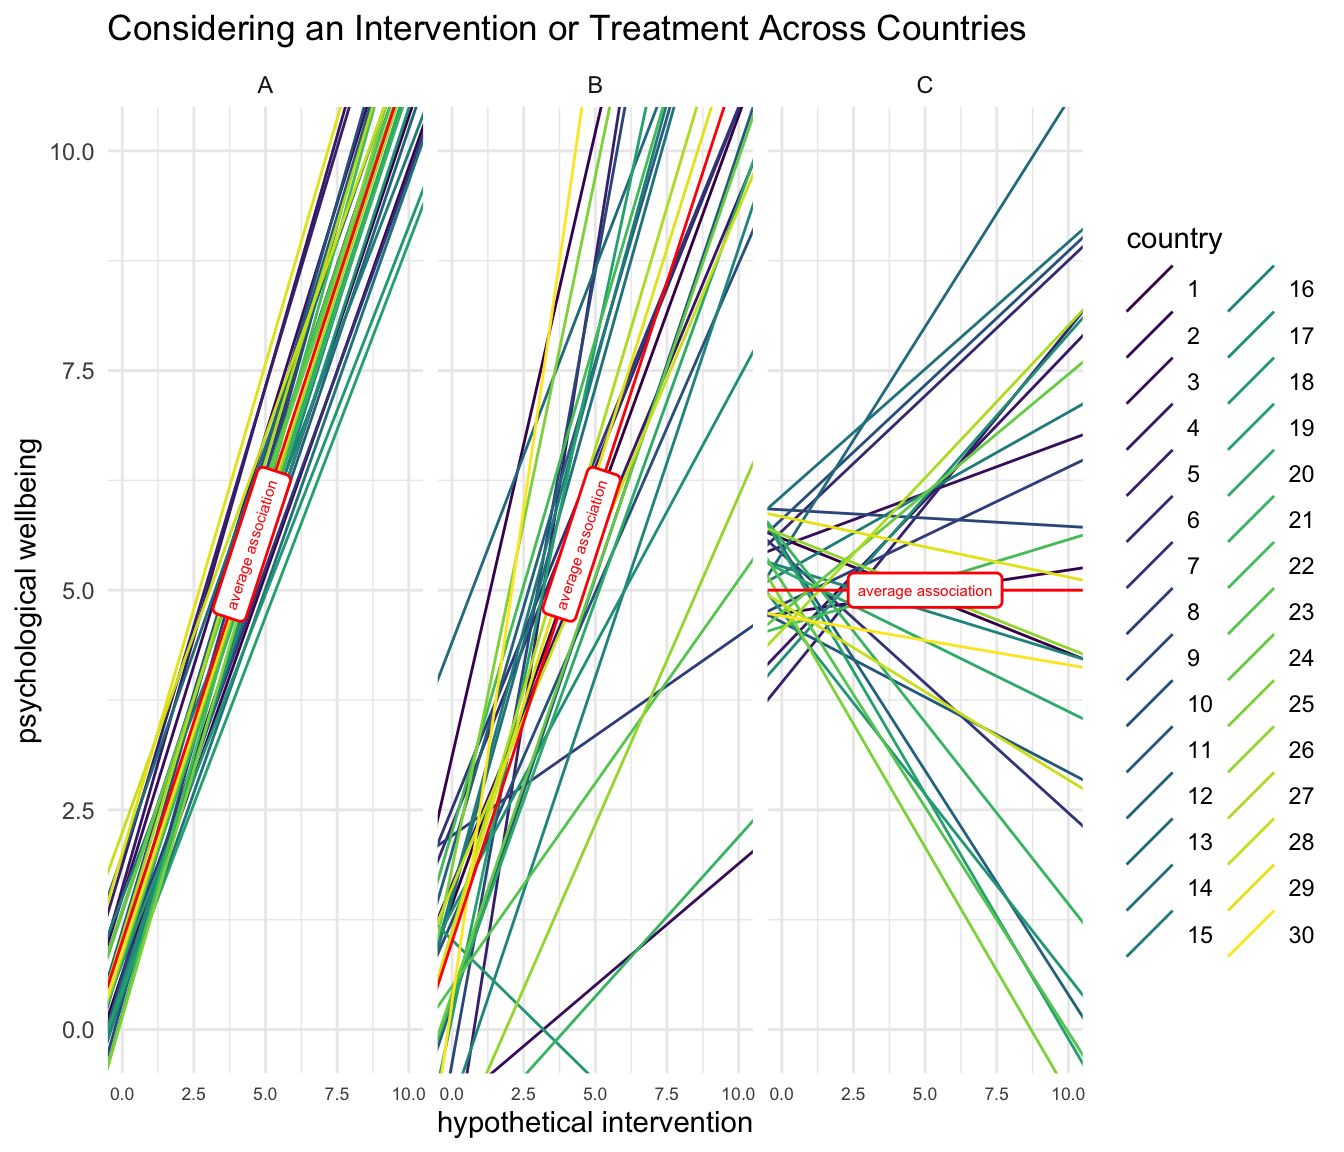 Considering an Intervention or Treatment Across Countries
A B C
10.0
7.5
5.0
2.5
0.0
psychological wellbeing
average association
average association
average association
0.0 2.5 5.0 7.5 10.0 0.0 2.5 5.0 7.5 10.0 0.0 2.5 5.0 7.5 10.0
hypothetical intervention
country
1 16
2 17
3 18
4 19
5 20
6 21
7 22
8 23
9 24
10 25
11 26
12 27
13 28
14 29
15 30